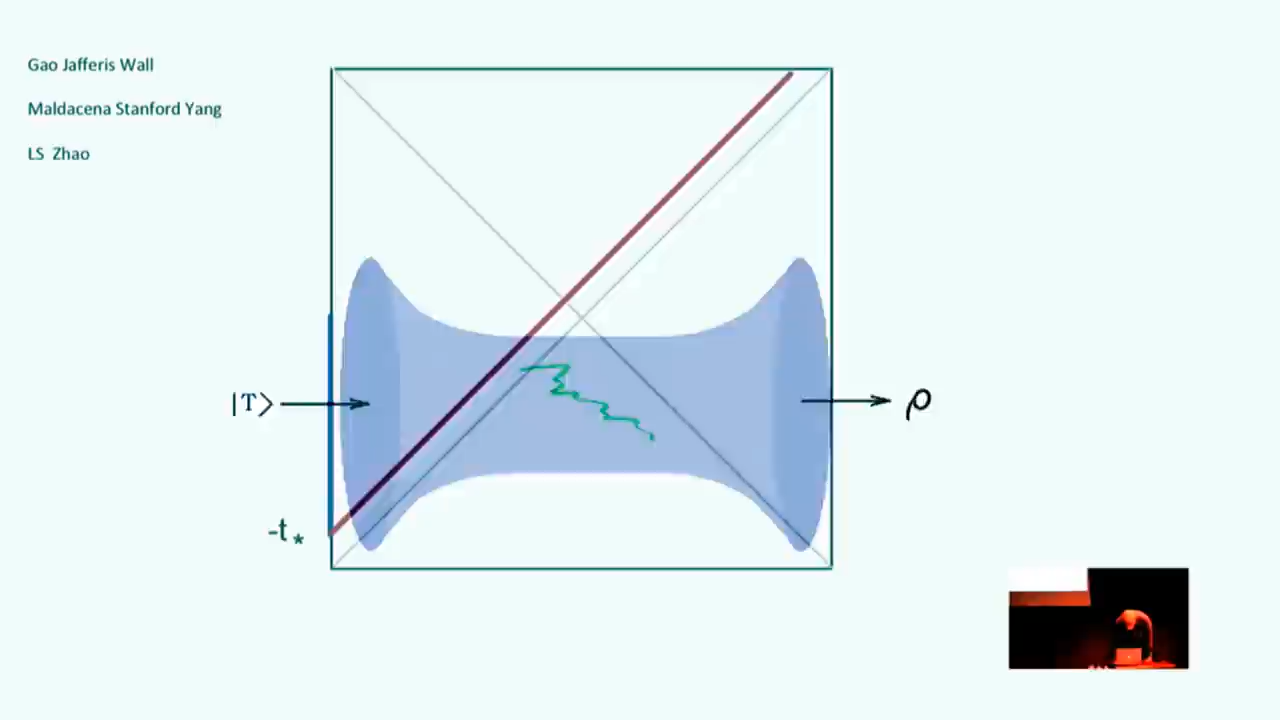 Gao Jafferis Wall
Maldacena Stanford Yang
LS Zhao
|T⟩
ρ
-t*